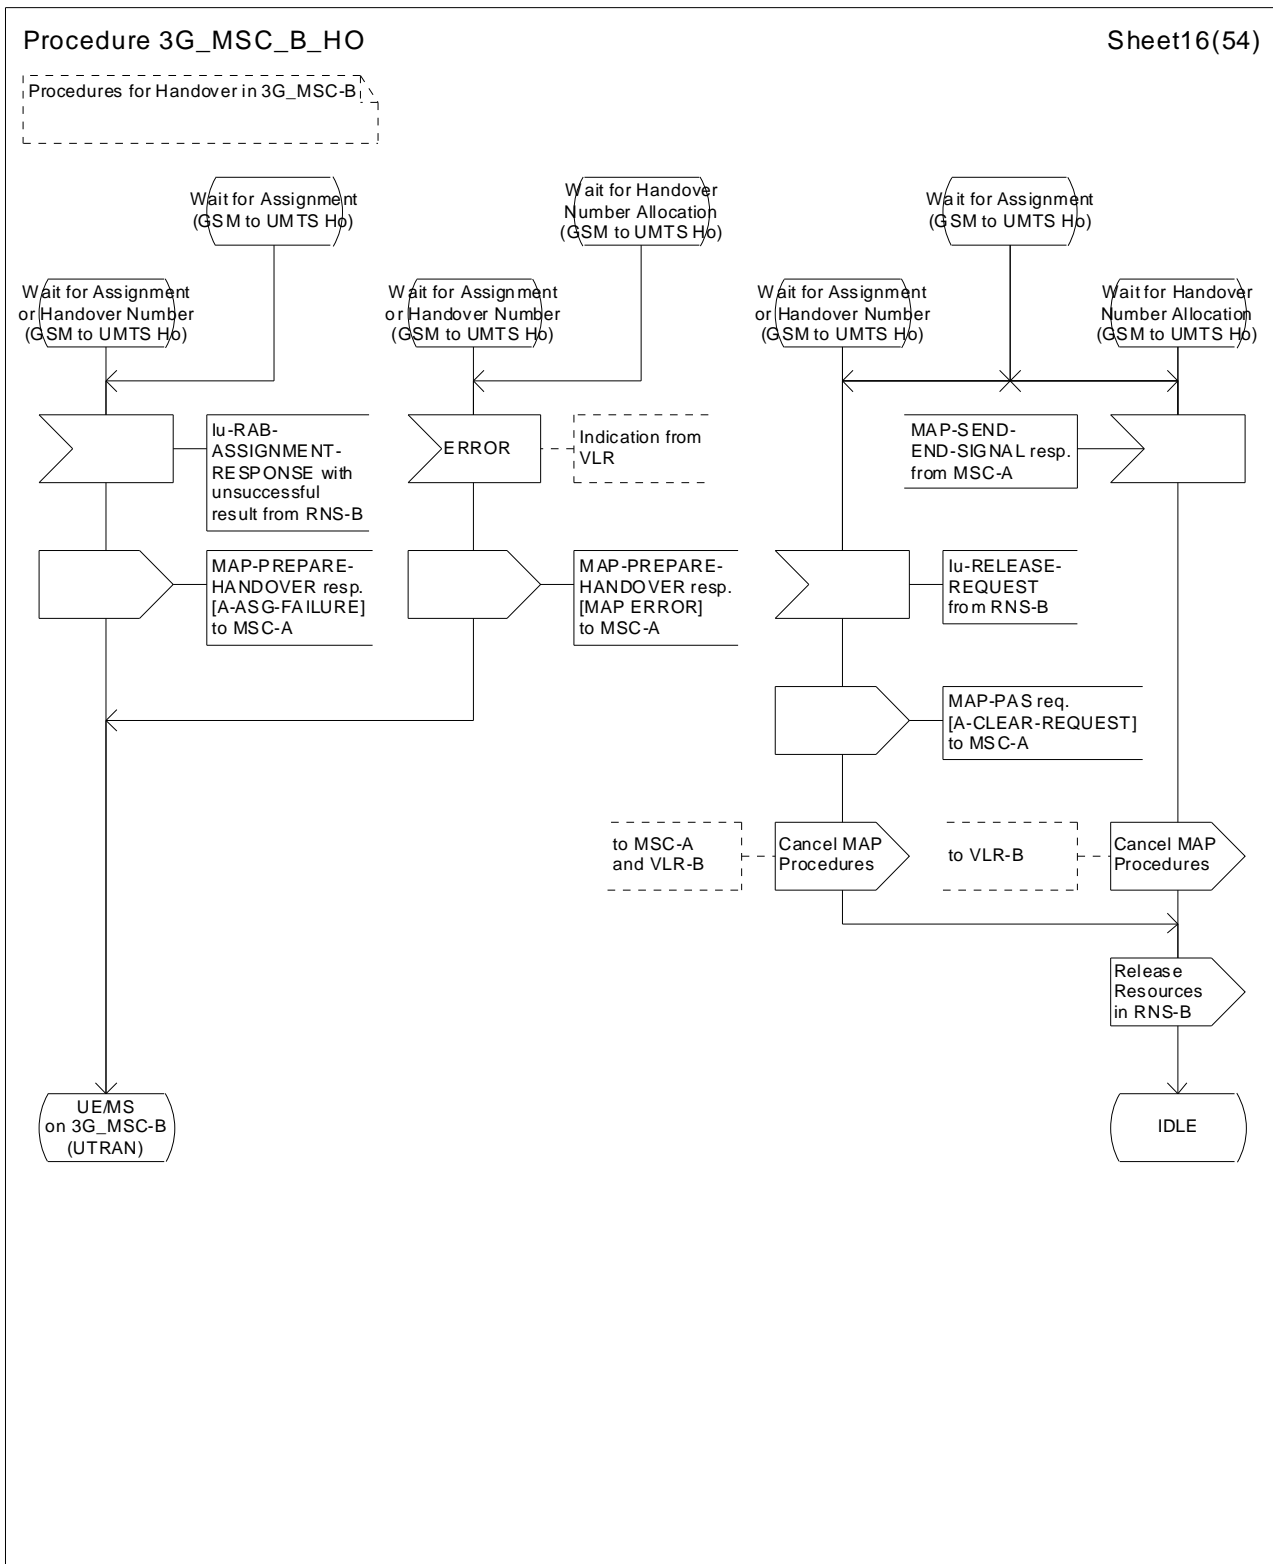 Procedure 3G_MSC_B_HO
Sheet16(54)
Procedures for Handover in 3G_MSC-B
Wait for Assignment
(GSM to UMTS Ho)
Wait for Handover
Number Allocation
(GSM to UMTS Ho)
Wait for Assignment
(GSM to UMTS Ho)
Wait for Assignment
or Handover Number
(GSM to UMTS Ho)
Wait for Assignment
or Handover Number
(GSM to UMTS Ho)
Wait for Assignment
or Handover Number
(GSM to UMTS Ho)
Wait for Handover
Number Allocation
(GSM to UMTS Ho)
Iu-RAB-
ASSIGNMENT-
RESPONSE with
unsuccessful
result from RNS-B
ERROR
Indication from
VLR
MAP-SEND-
END-SIGNAL resp.
from MSC-A
MAP-PREPARE-
HANDOVER resp.
[A-ASG-FAILURE]
to MSC-A
MAP-PREPARE-
HANDOVER resp.
[MAP ERROR]
to MSC-A
Iu-RELEASE-
REQUEST
from RNS-B
MAP-PAS req.
[A-CLEAR-REQUEST]
to MSC-A
to MSC-A
and VLR-B
Cancel MAP
Procedures
to VLR-B
Cancel MAP
Procedures
Release
Resources
in RNS-B
UE/MS
on 3G_MSC-B
(UTRAN)
IDLE